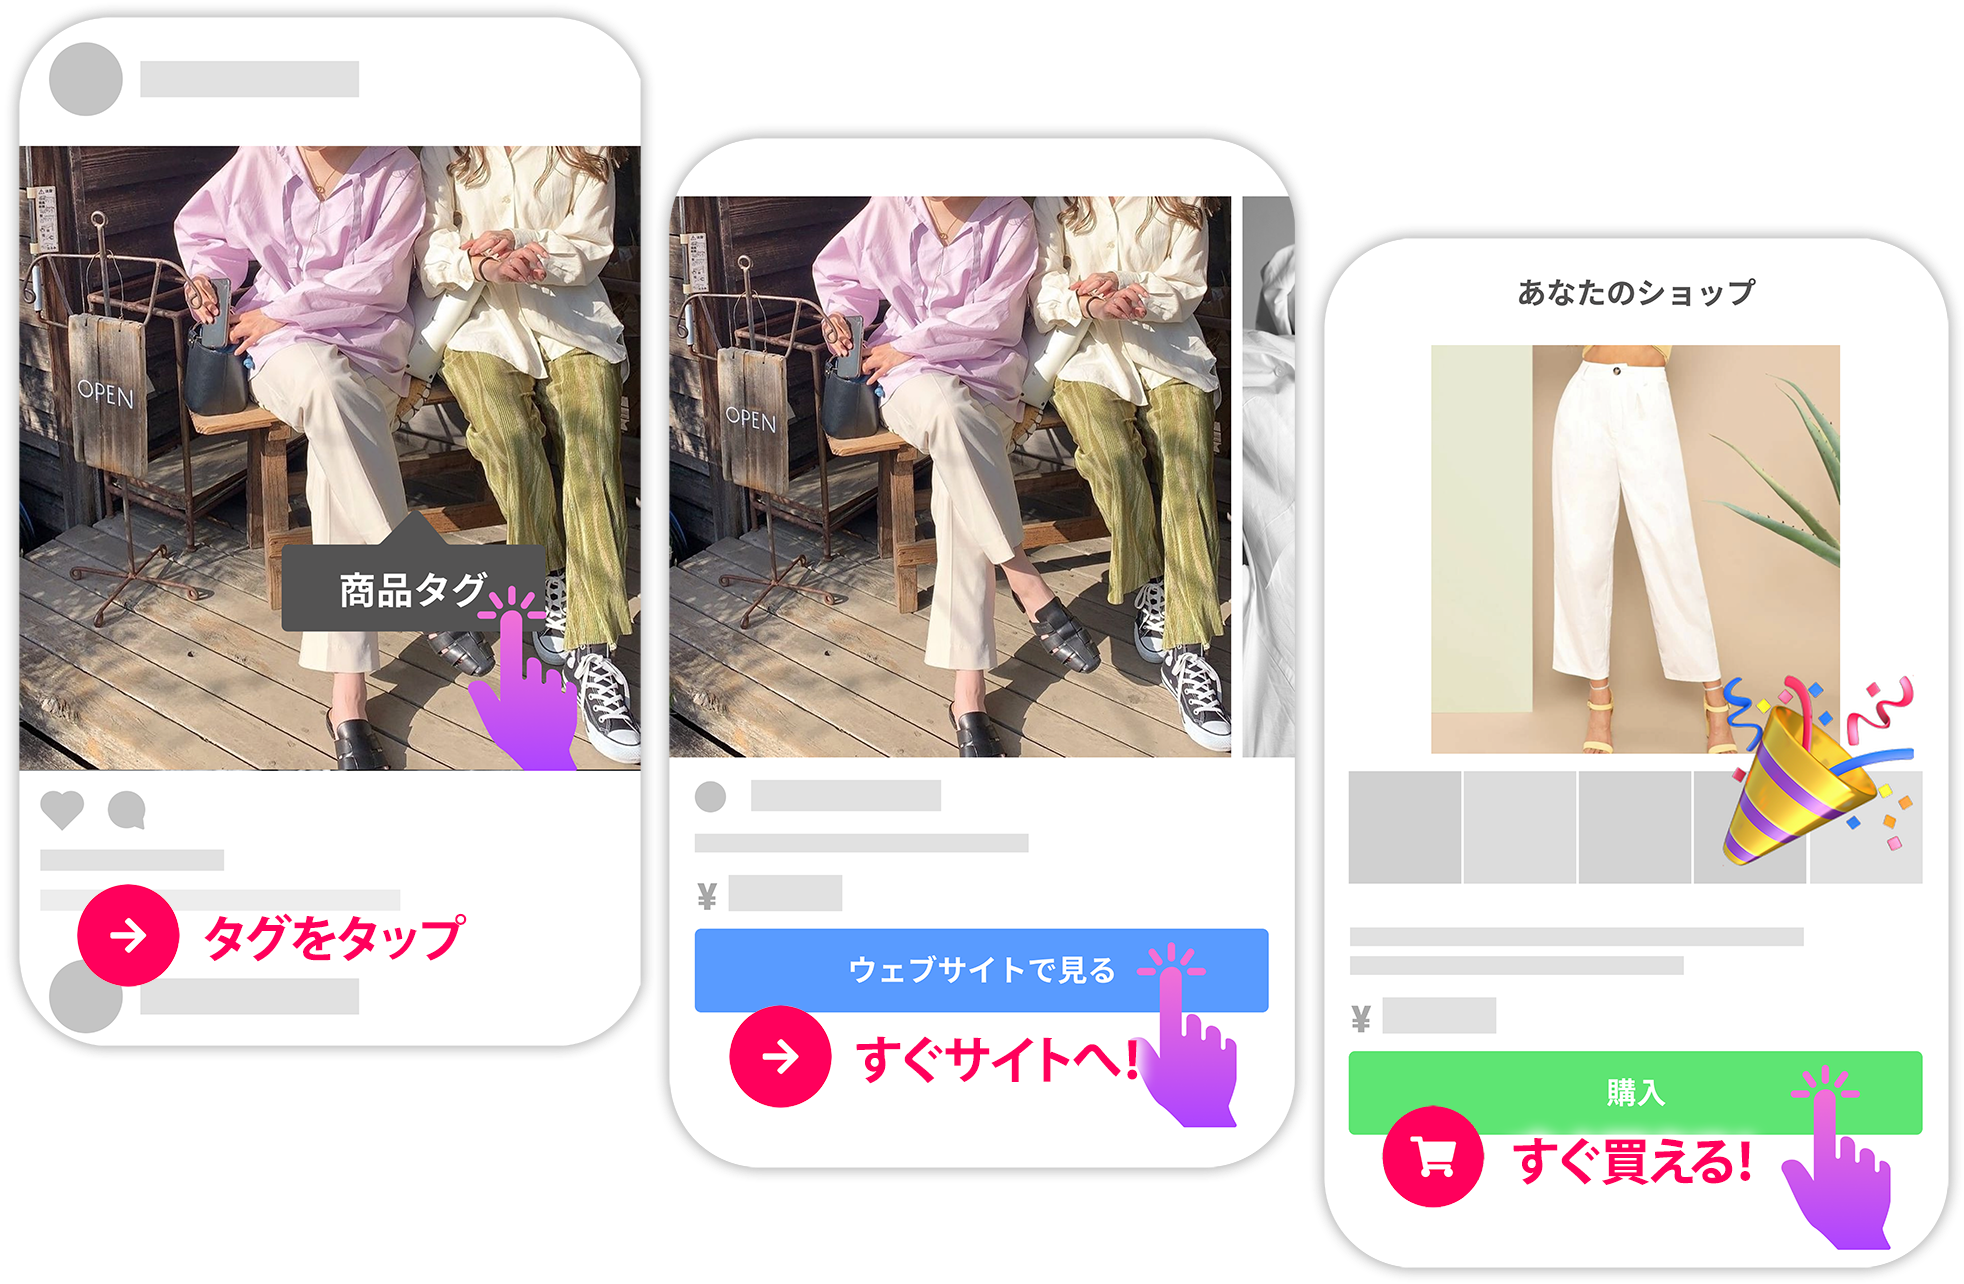 OPEN
商品タグ
タグをタップ
OPEN
¥
ウェブサイトで見る
すぐサイトへ!
あなたのショップ
¥
購入
すぐ買える!